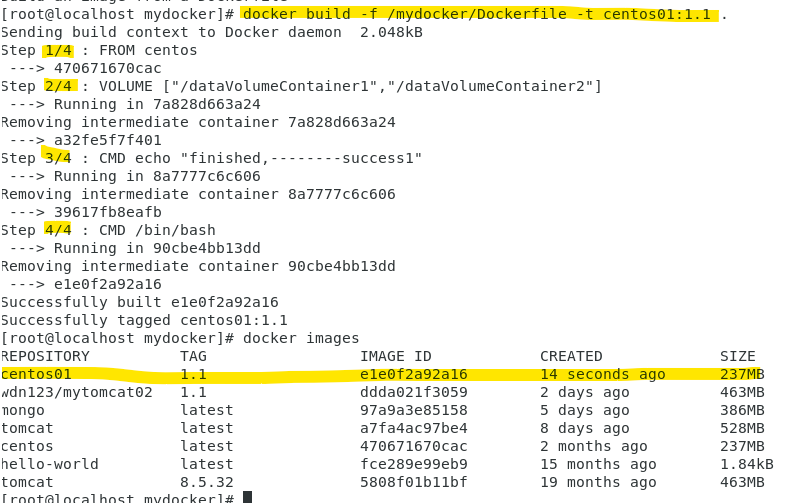 [root@localhost mydocker]# docker build -f /mydocker/Dockerfile -t centos01:1.1 .
Sending build context to Docker daemon  2.048kB
Step 1/4 : FROM centos
 ---> 470671670cac
Step 2/4 : VOLUME ["/dataVolumeContainer1","/dataVolumeContainer2"]
 ---> Running in 7a828d663a24
Removing intermediate container 7a828d663a24
 ---> a32fe5f7f401
Step 3/4 : CMD echo "finished,--------success1"
 ---> Running in 8a7777c6c606
Removing intermediate container 8a7777c6c606
 ---> 39617fb8eafb
Step 4/4 : CMD /bin/bash
 ---> Running in 90cbe4bb13dd
Removing intermediate container 90cbe4bb13dd
 ---> e1e0f2a92a16
Successfully built e1e0f2a92a16
Successfully tagged centos01:1.1
[root@localhost mydocker]# docker images
REPOSITORY          TAG                 IMAGE ID            CREATED             SIZE
centos01            1.1                 e1e0f2a92a16        14 seconds ago      237MB
wdn123/mytomcat02   1.1                 ddda021f3059        2 days ago          463MB
mongo               latest              97a9a3e85158        5 days ago          386MB
tomcat              latest              a7fa4ac97be4        8 days ago          528MB
centos              latest              470671670cac        2 months ago        237MB
hello-world         latest              fce289e99eb9        15 months ago       1.84kB
tomcat              8.5.32              5808f01b11bf        19 months ago       463MB
[root@localhost mydocker]#